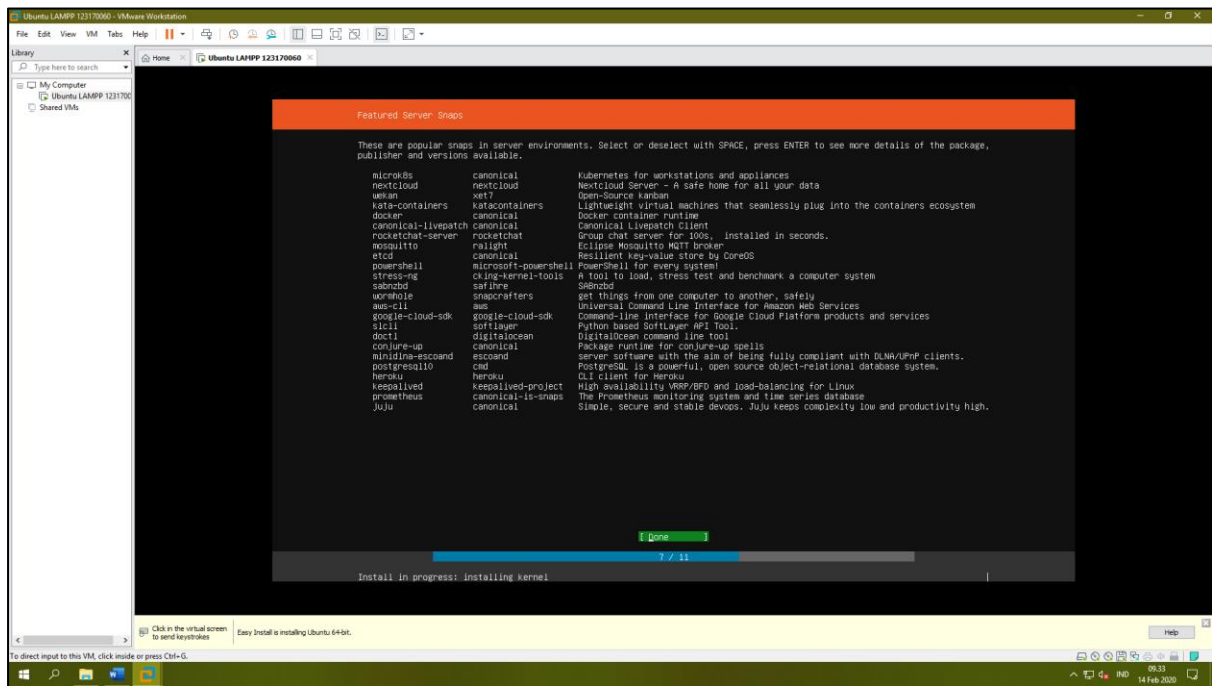 Ubuntu LAMPP 123170060 - VMware Workstation
File Edit View VM Tabs Help
Library
Type here to search
My Computer
Ubuntu LAMPP 1231700
Shared VMs
Home
Ubuntu LAMPP 123170060
Featured Server Snaps
These are popular snaps in server environments. Select or deselect with SPACE, press ENTER to see more details of the package,
publisher and versions available.
microk8s canonical Kubernetes for workstations and appliances
nextcloud nextcloud Nextcloud Server - A safe home for all your data
wekan xet7 Open-Source kanban
kata-containers katacontainers Lightweight virtual machines that seamlessly plug into the containers ecosystem
docker canonical Docker container runtime
canonical-livepatch canonical Canonical Livepatch Client
rocketchat-server rocketchat Group chat server for 100s, installed in seconds.
mosquitto ralight Eclipse Mosquitto MQTT broker
etcd canonical Resilient key-value store by CoreOS
powershell microsoft-powershell PowerShell for every system!
stress-ng cking-kernel-tools A tool to load, stress test and benchmark a computer system
sabnzbd safihre SABnzbd
wormhole snapcrafters get things from one computer to another, safely
aws-cli aws Universal Command Line Interface for Amazon Web Services
google-cloud-sdk google-cloud-sdk Command-line interface for Google Cloud Platform products and services
slcli softlayer Python based SoftLayer API Tool.
doctl digitalocean DigitalOcean command line tool
conjure-up canonical Package runtime for conjure-up spells
minidlna-escoand escoand server software with the aim of being fully compliant with DLNA/UPnP clients.
postgresql10 cmd PostgreSQL is a powerful, open source object-relational database system.
heroku heroku CLI client for Heroku
keepalived keepalived-project High availability VRRP/BFD and load-balancing for Linux
prometheus canonical-is-snaps The Prometheus monitoring system and time series database
juju canonical Simple, secure and stable devops. Juju keeps complexity low and productivity high.
[ Done ]
7 / 11
Install in progress: installing kernel
Click in the virtual screen
to send keystrokes
Easy Install is installing Ubuntu 64-bit.
Help
To direct input to this VM, click inside or press Ctrl+G.
IND
09.33
14 Feb 2020